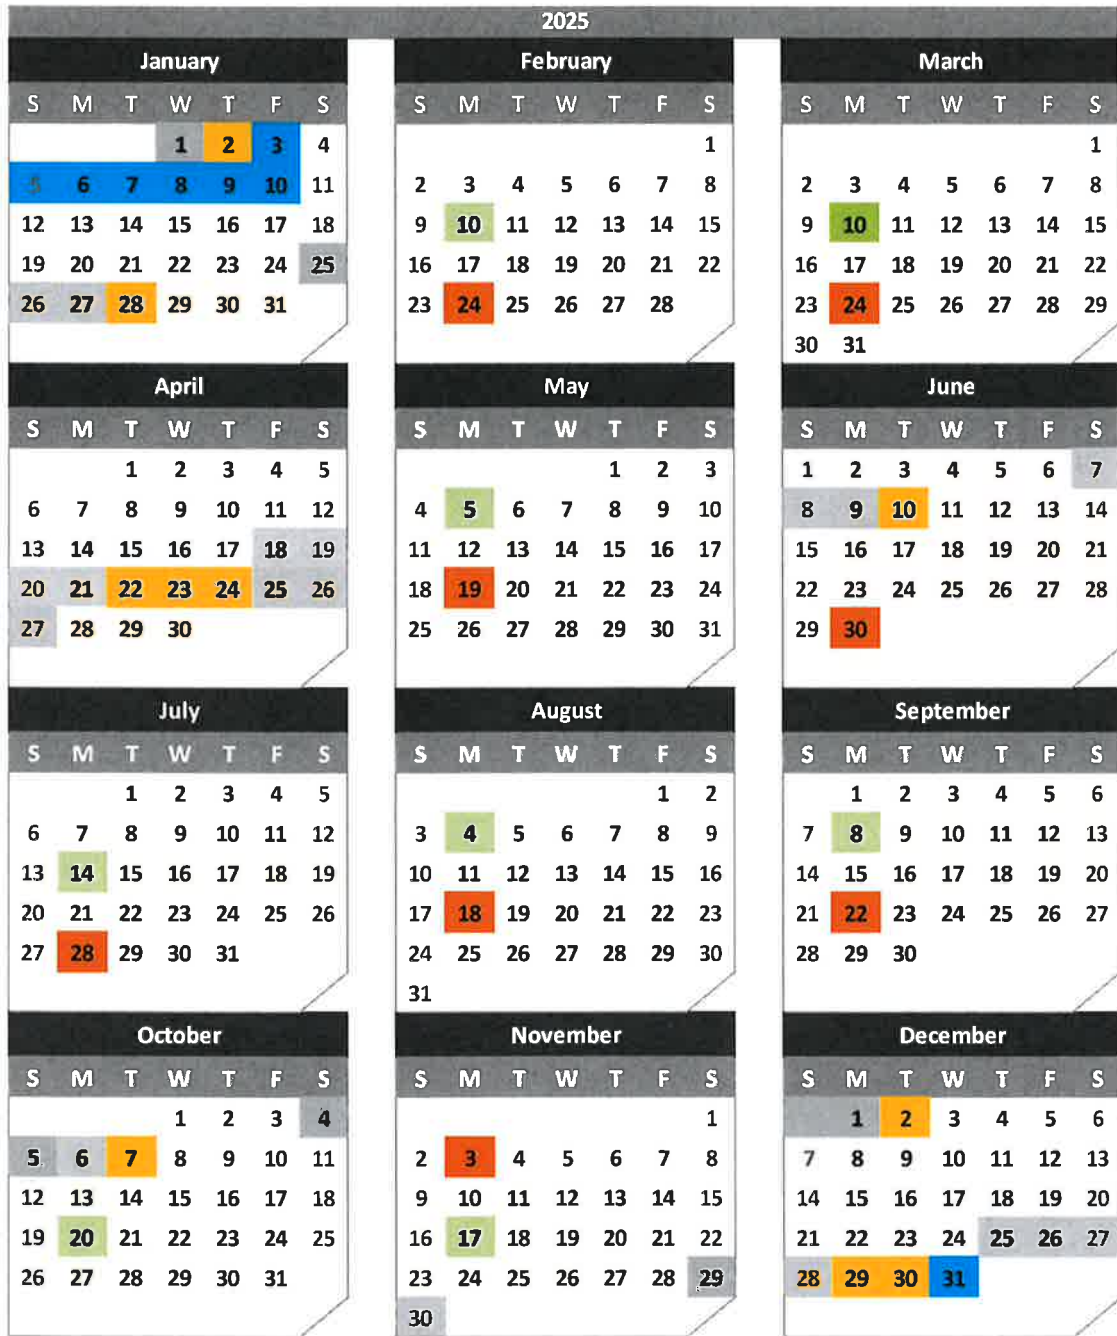 2025
January February March
S M T W T F S S M T W T F S S M T W T F S
1 2 3 4 1 1
5 6 7 8 9 10 11 2 3 4 5 6 7 8 2 3 4 5 6 7 8
12 13 14 15 16 17 18 9 10 11 12 13 14 15 9 10 11 12 13 14 15
19 20 21 22 23 24 25 16 17 18 19 20 21 22 16 17 18 19 20 21 22
26 27 28 29 30 31 23 24 25 26 27 28 23 24 25 26 27 28 29
30 31
April May June
S M T W T F S S M T W T F S S M T W T F S
1 2 3 4 5 1 2 3 1 2 3 4 5 6 7
6 7 8 9 10 11 12 4 5 6 7 8 9 10 8 9 10 11 12 13 14
13 14 15 16 17 18 19 11 12 13 14 15 16 17 15 16 17 18 19 20 21
20 21 22 23 24 25 26 18 19 20 21 22 23 24 22 23 24 25 26 27 28
27 28 29 30 25 26 27 28 29 30 31 29 30
July August September
S M T W T F S S M T W T F S S M T W T F S
1 2 3 4 5 1 2 1 2 3 4 5 6
6 7 8 9 10 11 12 3 4 5 6 7 8 9 7 8 9 10 11 12 13
13 14 15 16 17 18 19 10 11 12 13 14 15 16 14 15 16 17 18 19 20
20 21 22 23 24 25 26 17 18 19 20 21 22 23 21 22 23 24 25 26 27
27 28 29 30 31 24 25 26 27 28 29 30 28 29 30
31
October November December
S M T W T F S S M T W T F S S M T W T F S
1 2 3 4 1 1 2 3 4 5 6
5 6 7 8 9 10 11 2 3 4 5 6 7 8 7 8 9 10 11 12 13
12 13 14 15 16 17 18 9 10 11 12 13 14 15 14 15 16 17 18 19 20
19 20 21 22 23 24 25 16 17 18 19 20 21 22 21 22 23 24 25 26 27
26 27 28 29 30 31 23 24 25 26 27 28 29 28 29 30 31
30